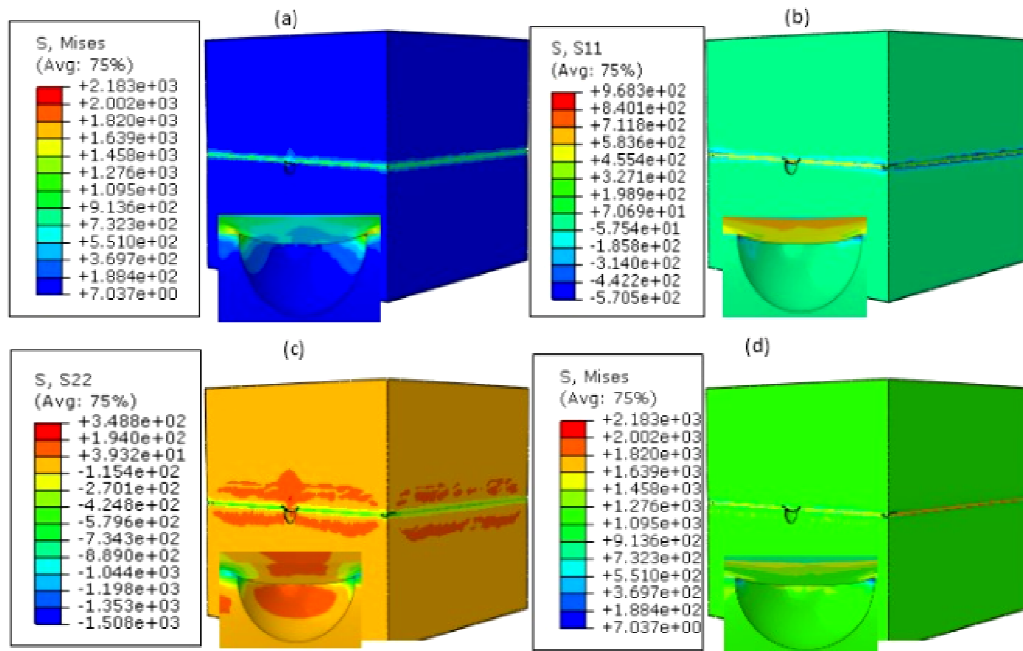 (a)
S, Mises
(Avg: 75%)
+2.183e+03
+2.002e+03
+1.820e+03
+1.639e+03
+1.458e+03
+1.276e+03
+1.095e+03
+9.136e+02
+7.323e+02
+5.510e+02
+3.697e+02
+1.884e+02
+7.037e+00
(b)
S, S11
(Avg: 75%)
+9.683e+02
+8.401e+02
+7.118e+02
+5.836e+02
+4.554e+02
+3.271e+02
+1.989e+02
+7.069e+01
-5.754e+01
-1.858e+02
-3.140e+02
-4.422e+02
-5.705e+02
(c)
S, S22
(Avg: 75%)
+3.488e+02
+1.940e+02
+3.932e+01
-1.154e+02
-2.701e+02
-4.248e+02
-5.796e+02
-7.343e+02
-8.890e+02
-1.044e+03
-1.198e+03
-1.353e+03
-1.508e+03
(d)
S, Mises
(Avg: 75%)
+2.183e+03
+2.002e+03
+1.820e+03
+1.639e+03
+1.458e+03
+1.276e+03
+1.095e+03
+9.136e+02
+7.323e+02
+5.510e+02
+3.697e+02
+1.884e+02
+7.037e+00